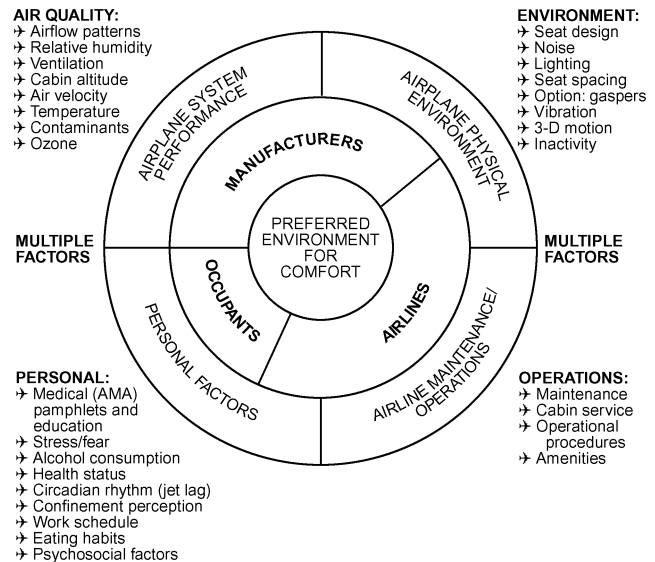 AIR QUALITY:
✈ Airflow patterns
✈ Relative humidity
✈ Ventilation
✈ Cabin altitude
✈ Air velocity
✈ Temperature
✈ Contaminants
✈ Ozone
ENVIRONMENT:
✈ Seat design
✈ Noise
✈ Lighting
✈ Seat spacing
✈ Option: gaspers
✈ Vibration
✈ 3-D motion
✈ Inactivity
AIRPLANE SYSTEM
PERFORMANCE
AIRPLANE PHYSICAL
ENVIRONMENT
MANUFACTURERS
PREFERRED
ENVIRONMENT
FOR
COMFORT
MULTIPLE
FACTORS
MULTIPLE
FACTORS
OCCUPANTS
AIRLINES
PERSONAL FACTORS
AIRLINE MAINTENANCE/
OPERATIONS
PERSONAL:
✈ Medical (AMA)
pamphlets and
education
✈ Stress/fear
✈ Alcohol consumption
✈ Health status
✈ Circadian rhythm (jet lag)
✈ Confinement perception
✈ Work schedule
✈ Eating habits
✈ Psychosocial factors
OPERATIONS:
✈ Maintenance
✈ Cabin service
✈ Operational
procedures
✈ Amenities